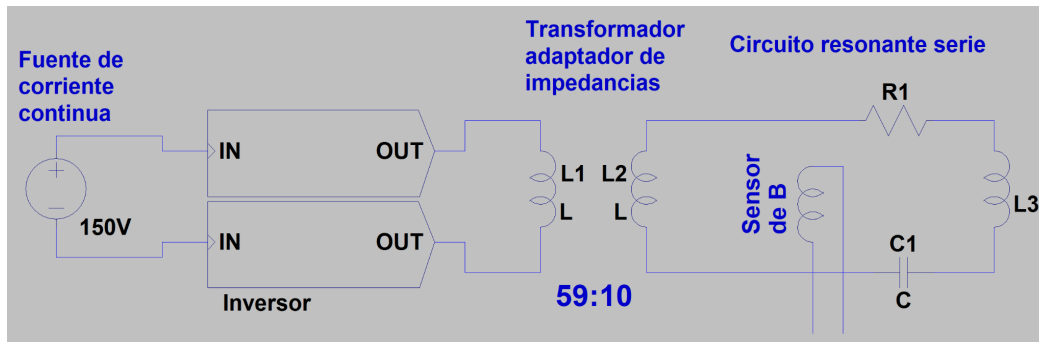 Fuente de
corriente
continua
150V
IN
OUT
IN
OUT
Inversor
Transformador
adaptador de
impedancias
L1
L
L2
L
59:10
Circuito resonante serie
R1
Sensor
de B
L3
C1
C